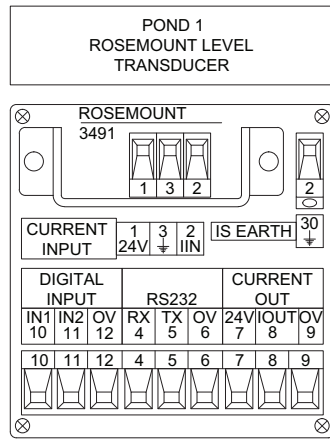 POND 1
ROSEMOUNT LEVEL
TRANSDUCER
ROSEMOUNT
3491
1 3 2
2
CURRENT INPUT
1 3 2
24V IIN
IS EARTH
30
DIGITAL INPUT
RS232
CURRENT OUT
IN1 IN2 OV RX TX OV 24V IOUT OV
10 11 12 4 5 6 7 8 9
10 11 12 4 5 6 7 8 9